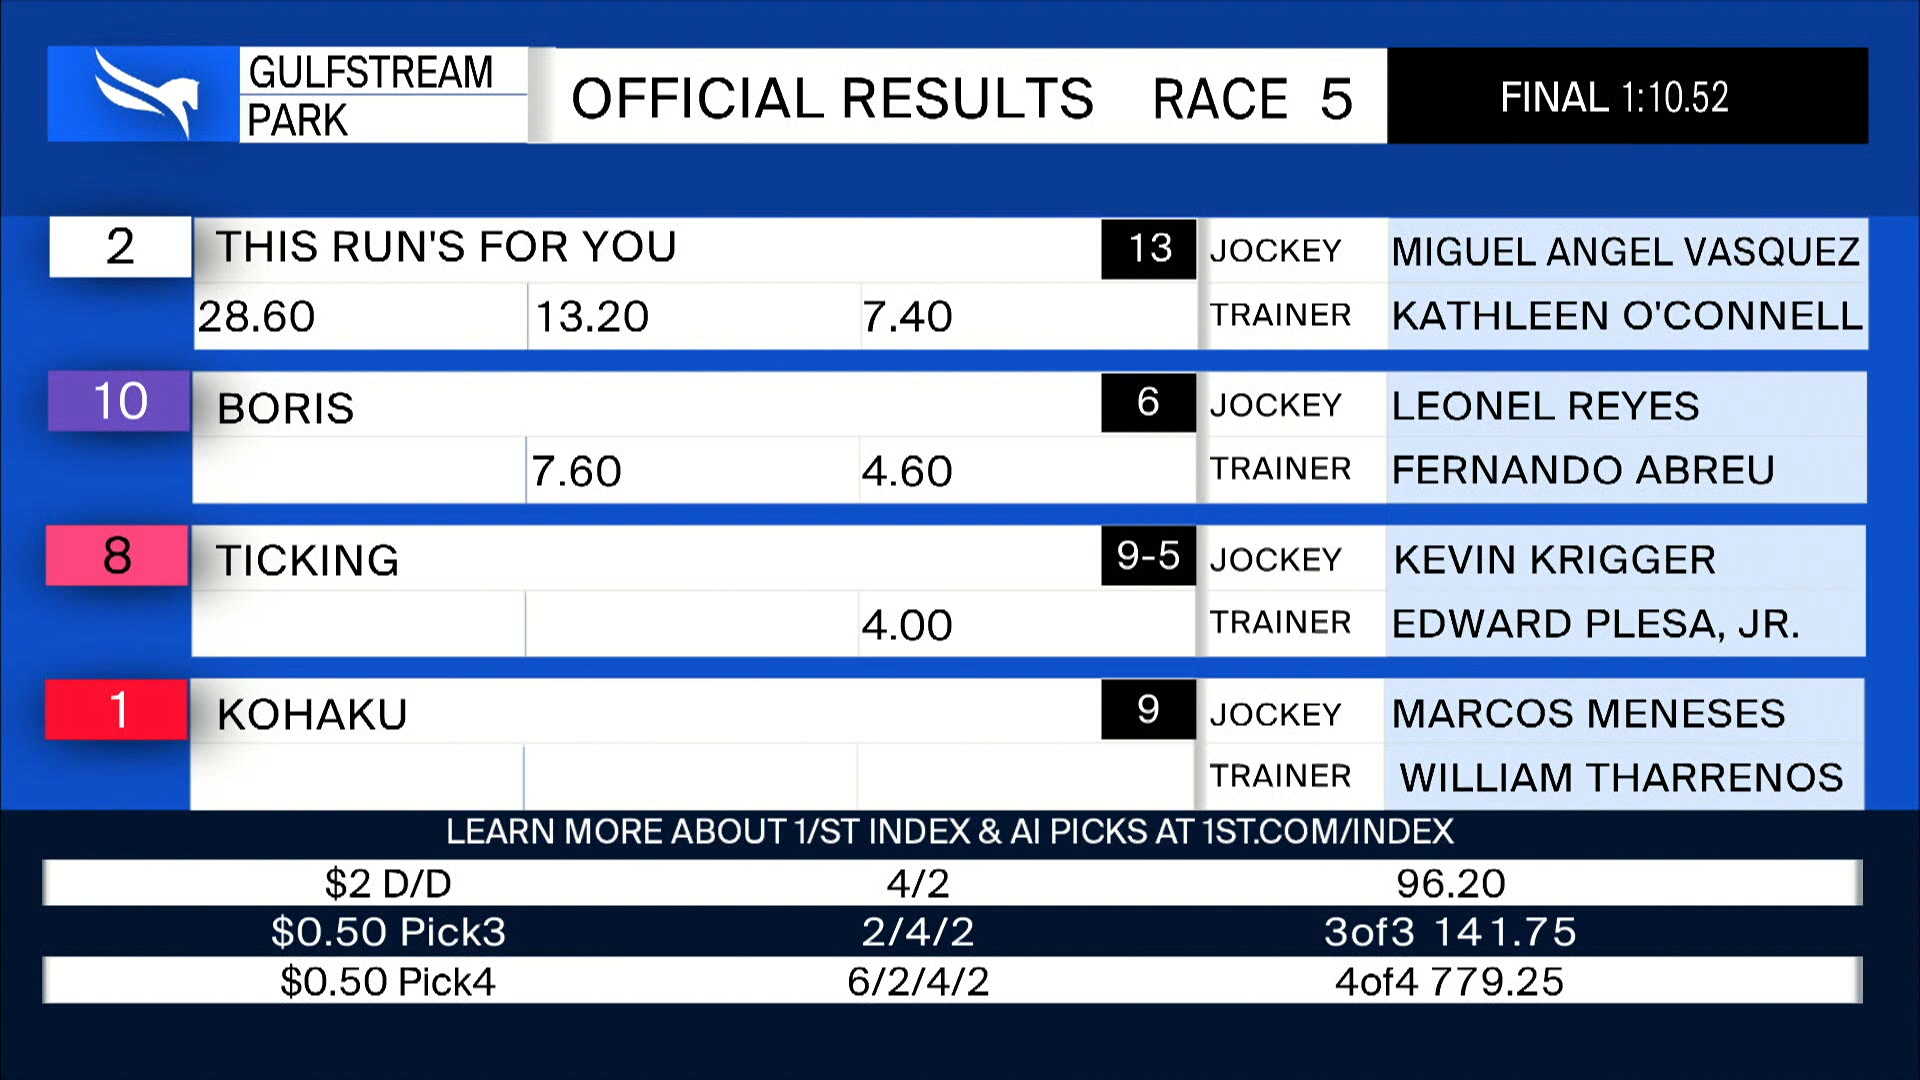 GULFSTREAM
PARK
OFFICIAL RESULTS RACE 5
FINAL 1:10.52
2 THIS RUN'S FOR YOU 13 JOCKEY MIGUEL ANGEL VASQUEZ
28.60 13.20 7.40 TRAINER KATHLEEN O'CONNELL
10 BORIS 6 JOCKEY LEONEL REYES
7.60 4.60 TRAINER FERNANDO ABREU
8 TICKING 9-5 JOCKEY KEVIN KRIGGER
4.00 TRAINER EDWARD PLESA, JR.
1 KOHAKU 9 JOCKEY MARCOS MENESES
TRAINER WILLIAM THARRENOS
LEARN MORE ABOUT 1/ST INDEX & AI PICKS AT 1ST.COM/INDEX
$2 D/D 4/2 96.20
$0.50 Pick3 2/4/2 3of3 141.75
$0.50 Pick4 6/2/4/2 4of4 779.25